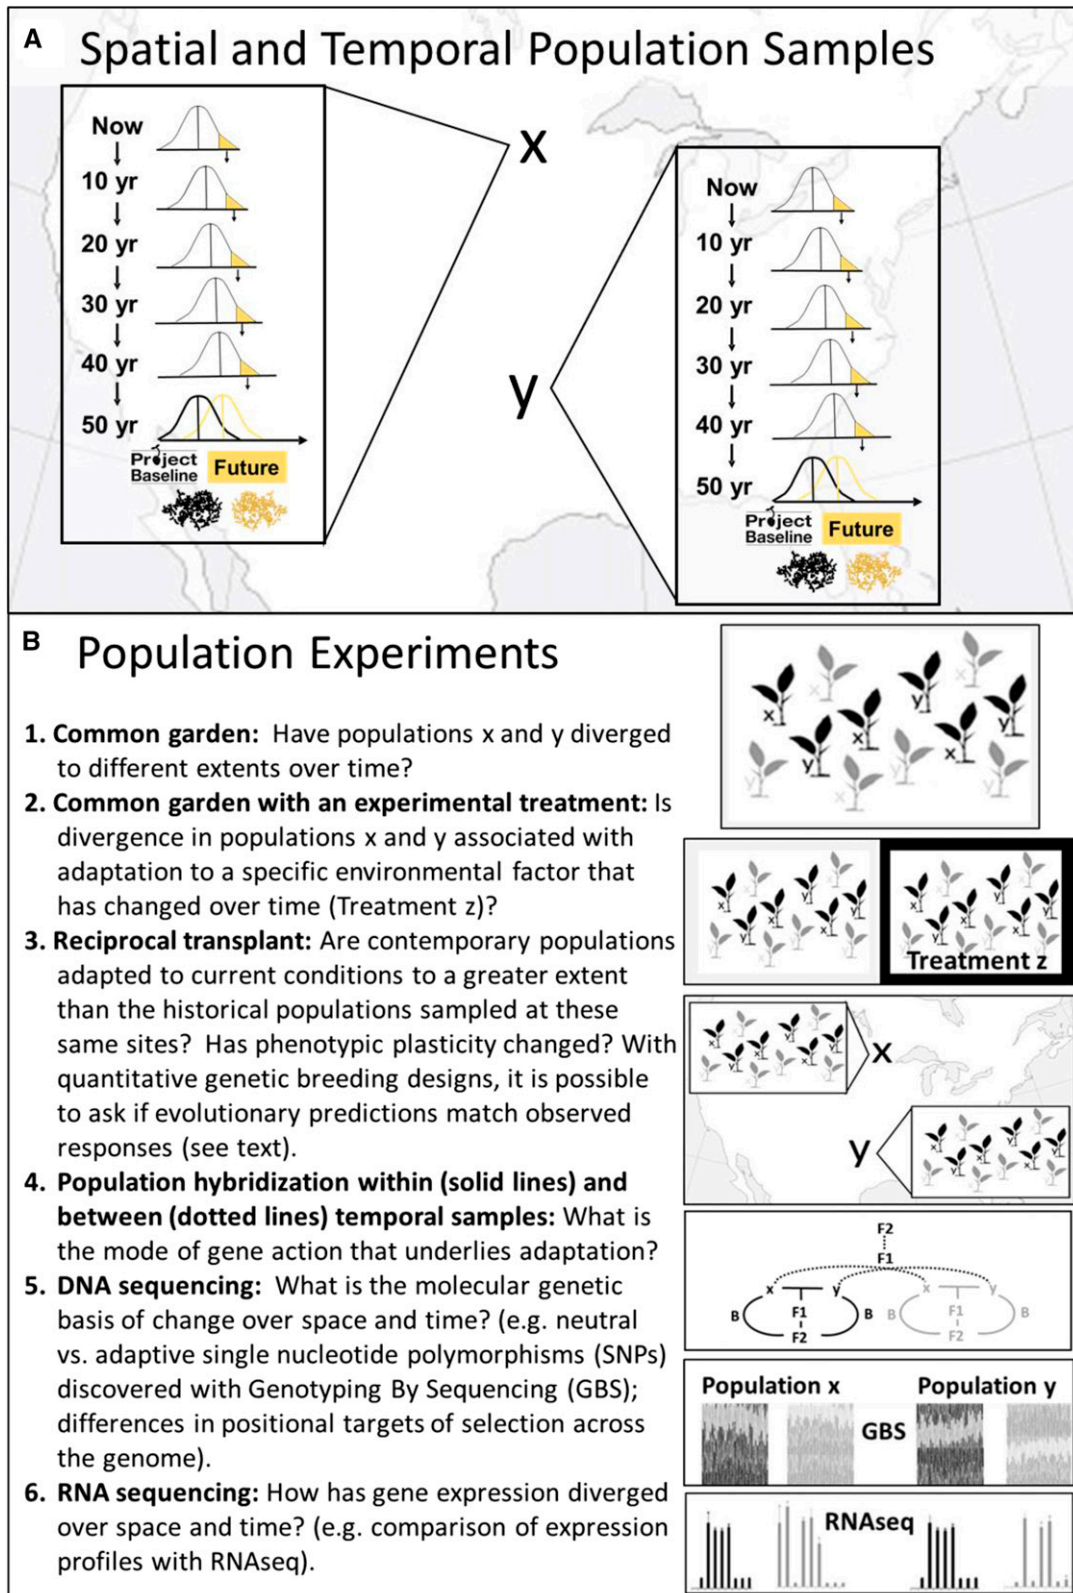 A Spatial and Temporal Population Samples
Now
10 yr
20 yr
30 yr
40 yr
50 yr
Project
Baseline
Future
x
y
Now
10 yr
20 yr
30 yr
40 yr
50 yr
Project
Baseline
Future
B Population Experiments
1. Common garden: Have populations x and y diverged
to different extents over time?
2. Common garden with an experimental treatment: Is
divergence in populations x and y associated with
adaptation to a specific environmental factor that
has changed over time (Treatment z)?
3. Reciprocal transplant: Are contemporary populations
adapted to current conditions to a greater extent
than the historical populations sampled at these
same sites? Has phenotypic plasticity changed? With
quantitative genetic breeding designs, it is possible
to ask if evolutionary predictions match observed
responses (see text).
4. Population hybridization within (solid lines) and
between (dotted lines) temporal samples: What is
the mode of gene action that underlies adaptation?
5. DNA sequencing: What is the molecular genetic
basis of change over space and time? (e.g. neutral
vs. adaptive single nucleotide polymorphisms (SNPs)
discovered with Genotyping By Sequencing (GBS);
differences in positional targets of selection across
the genome).
6. RNA sequencing: How has gene expression diverged
over space and time? (e.g. comparison of expression
profiles with RNAseq).
x x y y
x
y x
y y
Treatment z
x
y
F2
F1
x y x y
B F1 B B F1 B
F2 F2
Population x Population y
GBS
RNAseq